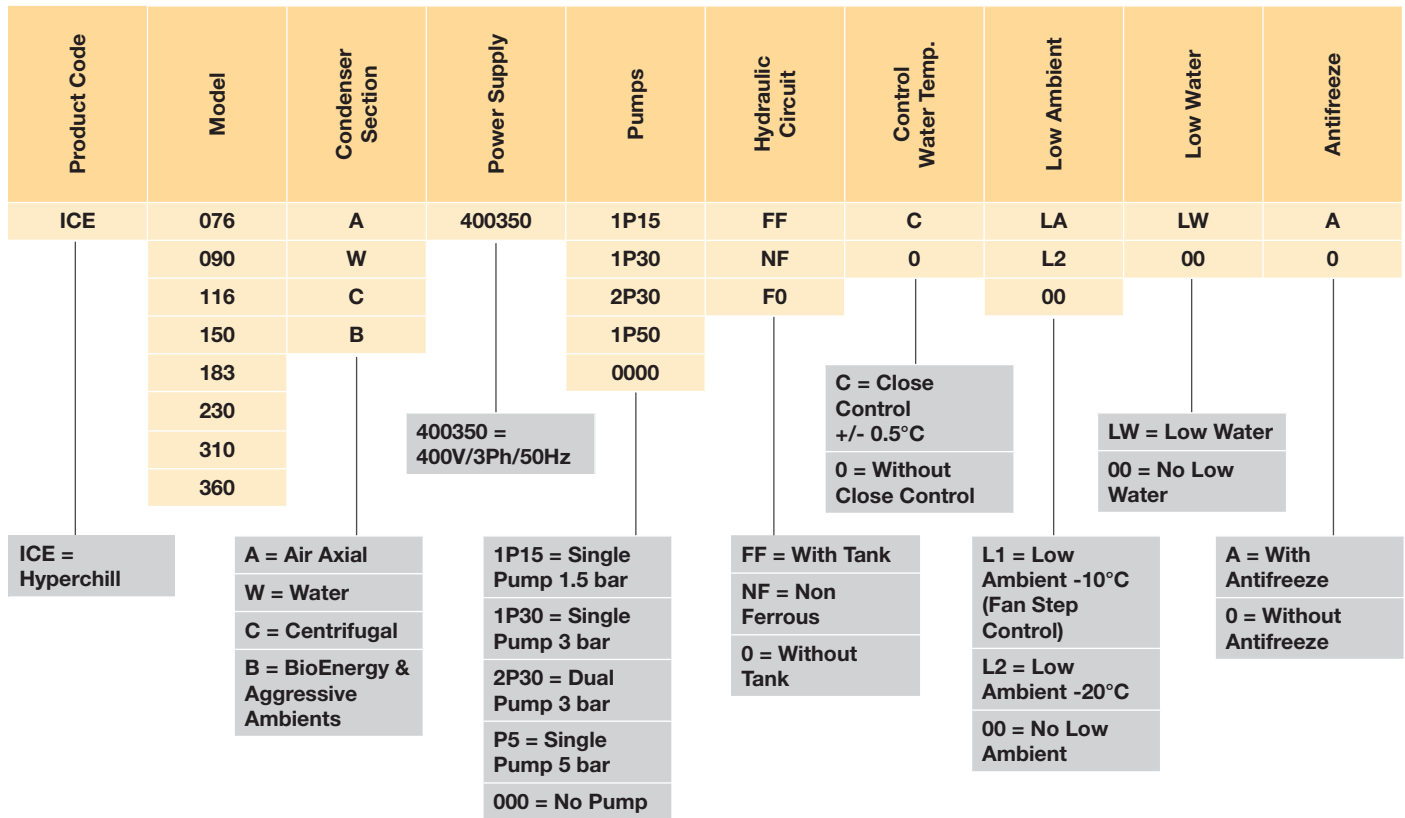 Product Code
Model
Condenser
Section
Power Supply
Pumps
Hydraulic
Circuit
Control
Water Temp.
Low Ambient
Low Water
Antifreeze
ICE 076 A 400350 1P15 FF C LA LW A
090 W 1P30 NF 0 L2 00 0
116 C 2P30 F0 00
150 B 1P50
183 0000
230
310
360
400350 =
400V/3Ph/50Hz
C = Close
Control
+/- 0.5°C
0 = Without
Close Control
LW = Low Water
00 = No Low
Water
ICE =
Hyperchill
A = Air Axial
W = Water
C = Centrifugal
B = BioEnergy &
Aggressive
Ambients
1P15 = Single
Pump 1.5 bar
1P30 = Single
Pump 3 bar
2P30 = Dual
Pump 3 bar
P5 = Single
Pump 5 bar
000 = No Pump
FF = With Tank
NF = Non
Ferrous
0 = Without
Tank
L1 = Low
Ambient -10°C
(Fan Step
Control)
L2 = Low
Ambient -20°C
00 = No Low
Ambient
A = With
Antifreeze
0 = Without
Antifreeze